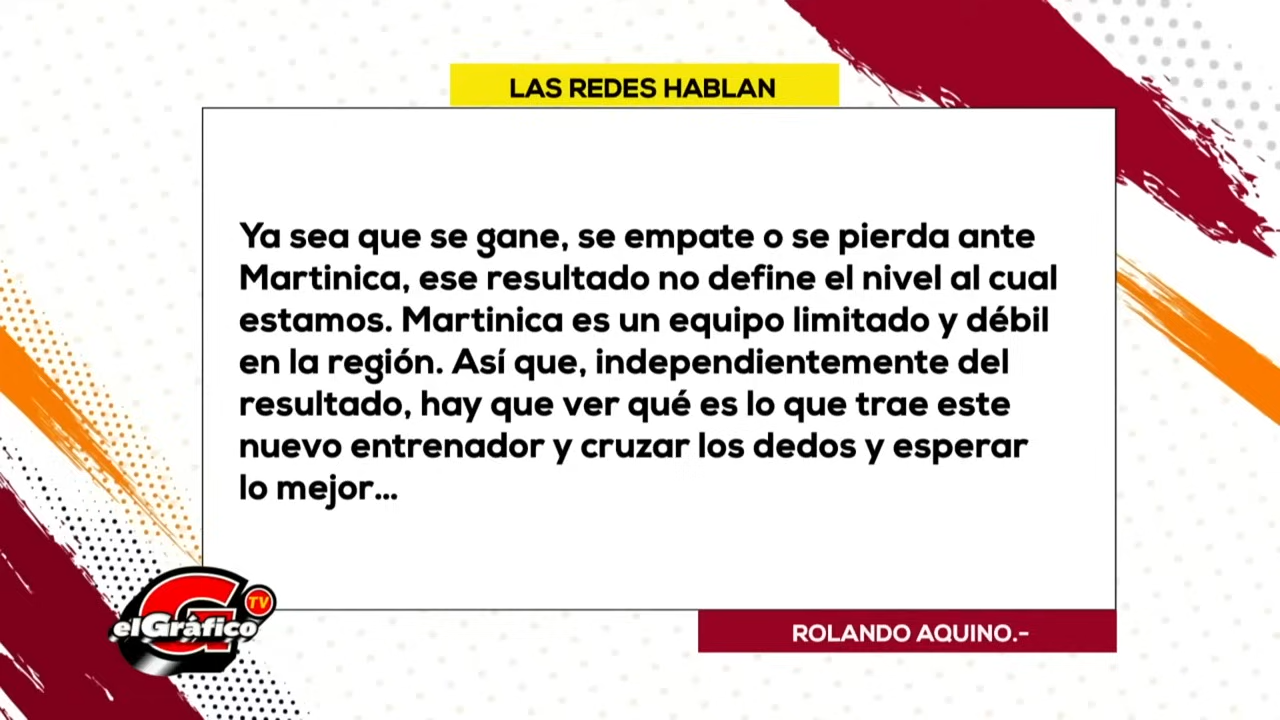 LAS REDES HABLAN
Ya sea que se gane, se empate o se pierda ante
Martinica, ese resultado no define el nivel al cual
estamos. Martinica es un equipo limitado y débil
en la región. Así que, independientemente del
resultado, hay que ver qué es lo que trae este
nuevo entrenador y cruzar los dedos y esperar
lo mejor...
G TV
elGráfico
ROLANDO AQUINO.-